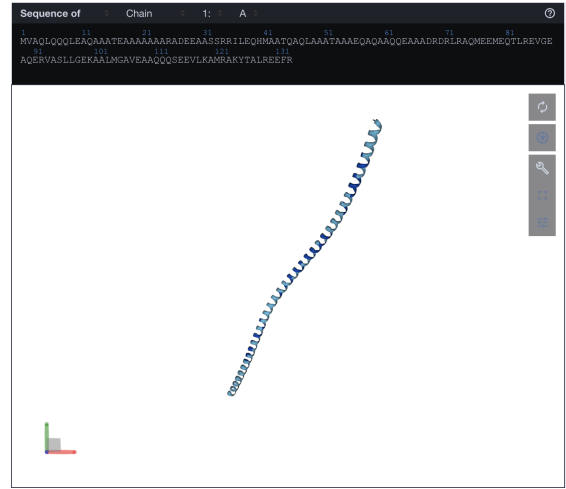 Sequence of Chain 1: A
1 11 21 31 41 51 61 71 81
MVAQLQQQLEAQAAATEAAAAAAARADEEAASSRRILEQHMAATQAQLAAATAAAEQAQAAQQEAAADRDRLRAQMEEMEQTLREVGE
91 101 111 121 131
AQERVASLLGEKAALMGAVEAAQQQSEEVLKAMRAKYTALREEFR